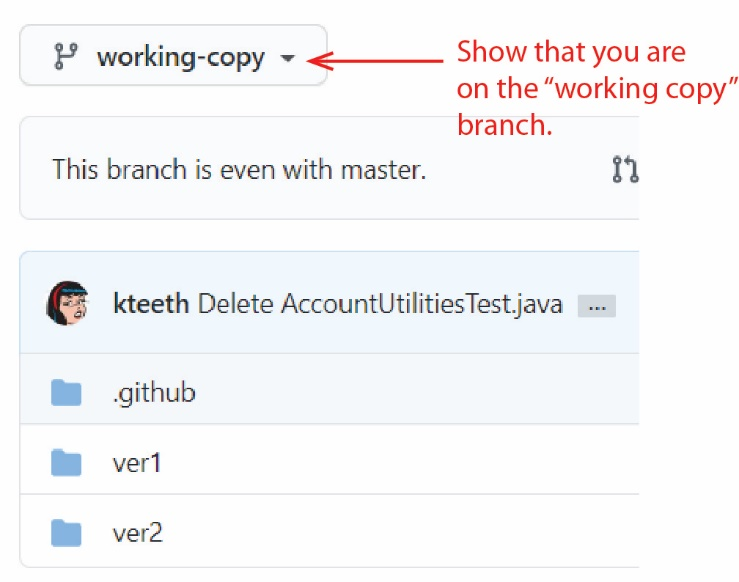 working-copy
Show that you are
on the “working copy”
branch.
This branch is even with master.
kteeth Delete AccountUtilitiesTest.java ...
.github
ver1
ver2